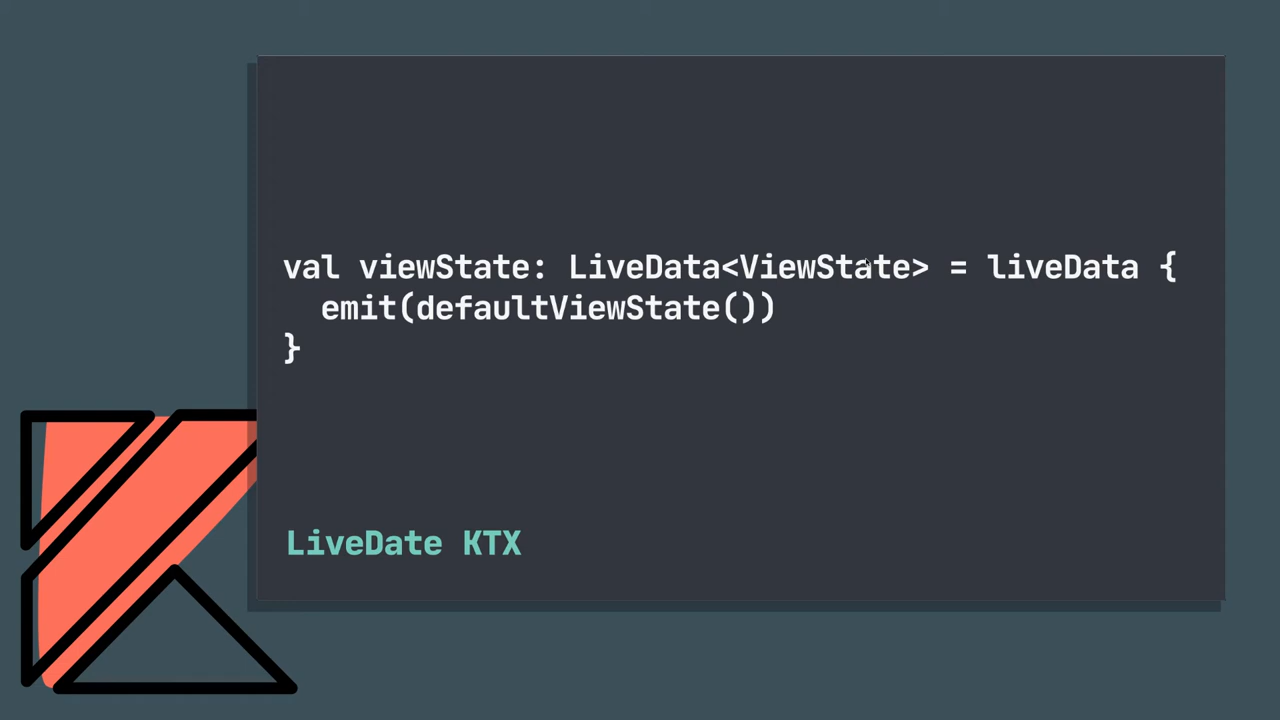 val viewState: LiveData<ViewState> = liveData {
  emit(defaultViewState())
}
LiveDate KTX